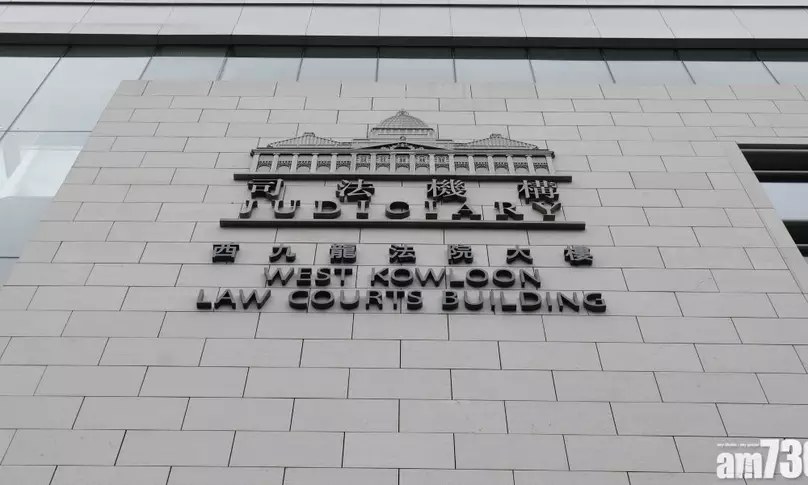 司法機構
JUDICIARY
西九龍法院大樓
WEST KOWLOON
LAW COURTS BUILDING
am730